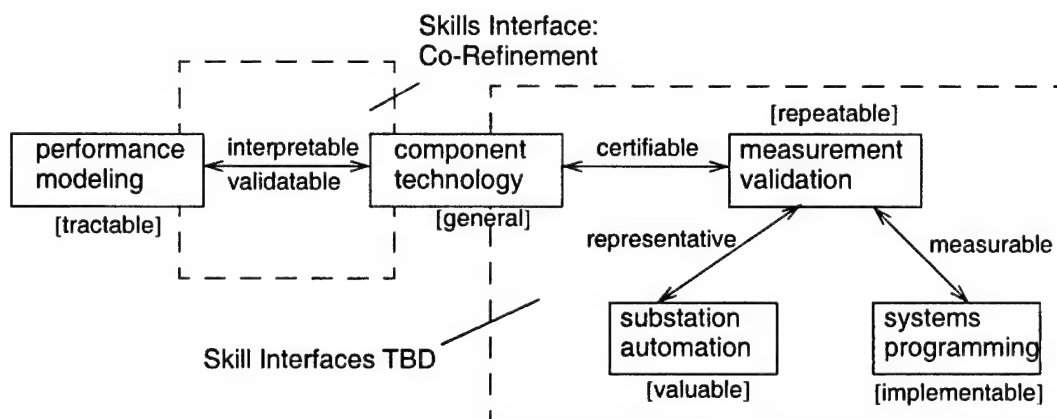 Skills Interface:
Co-Refinement
[repeatable]
performance
modeling
interpretable
validatable
component
technology
certifiable
measurement
validation
[tractable]
[general]
representative
measurable
substation
automation
systems
programming
Skill Interfaces TBD
[valuable]
[implementable]